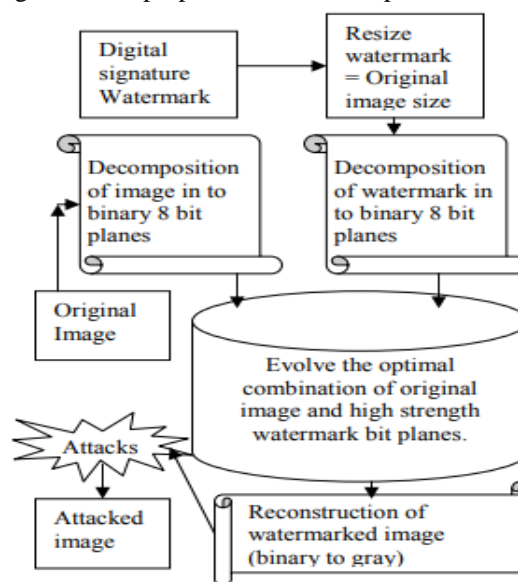 Digital
signature
Watermark
Resize
watermark
= Original
image size
Decomposition
of image in to
binary 8 bit
planes
Decomposition
of watermark in
to binary 8 bit
planes
Original
Image
Evolve the optimal
combination of original
image and high strength
watermark bit planes.
Attacks
Attacked
image
Reconstruction of
watermarked image
(binary to gray)